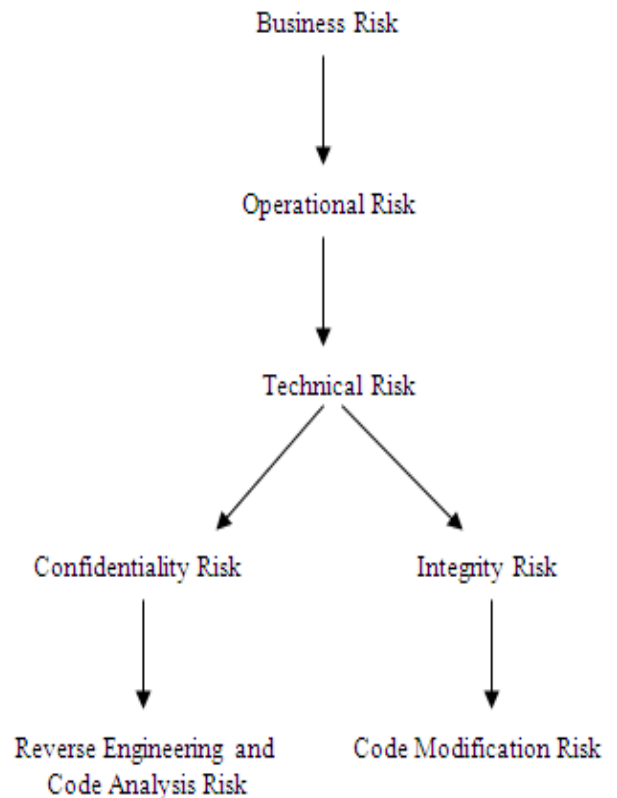 Business Risk
Operational Risk
Technical Risk
Confidentiality Risk
Integrity Risk
Reverse Engineering and
Code Analysis Risk
Code Modification Risk